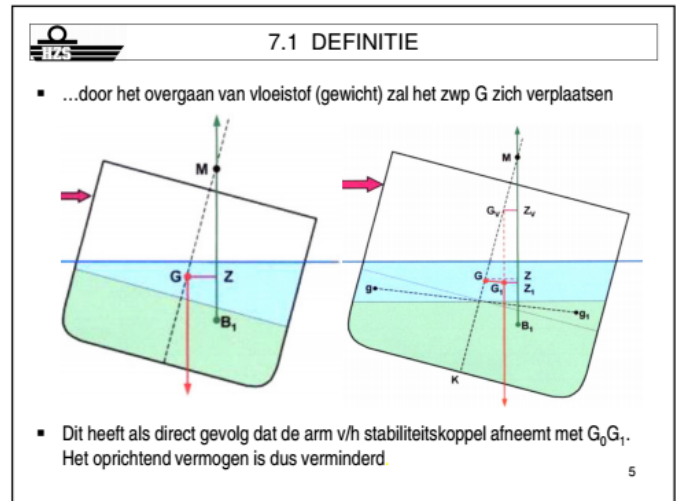 HZS
7.1 DEFINITIE
▪ …door het overgaan van vloeistof (gewicht) zal het zwp G zich verplaatsen
M
G
Z
B₁
M
Gᵥ
Zᵥ
G
Z
G₁
Z₁
g
g₁
B₁
K
▪ Dit heeft als direct gevolg dat de arm v/h stabiliteitskoppel afneemt met G₀G₁.
Het oprichtend vermogen is dus verminderd.
5